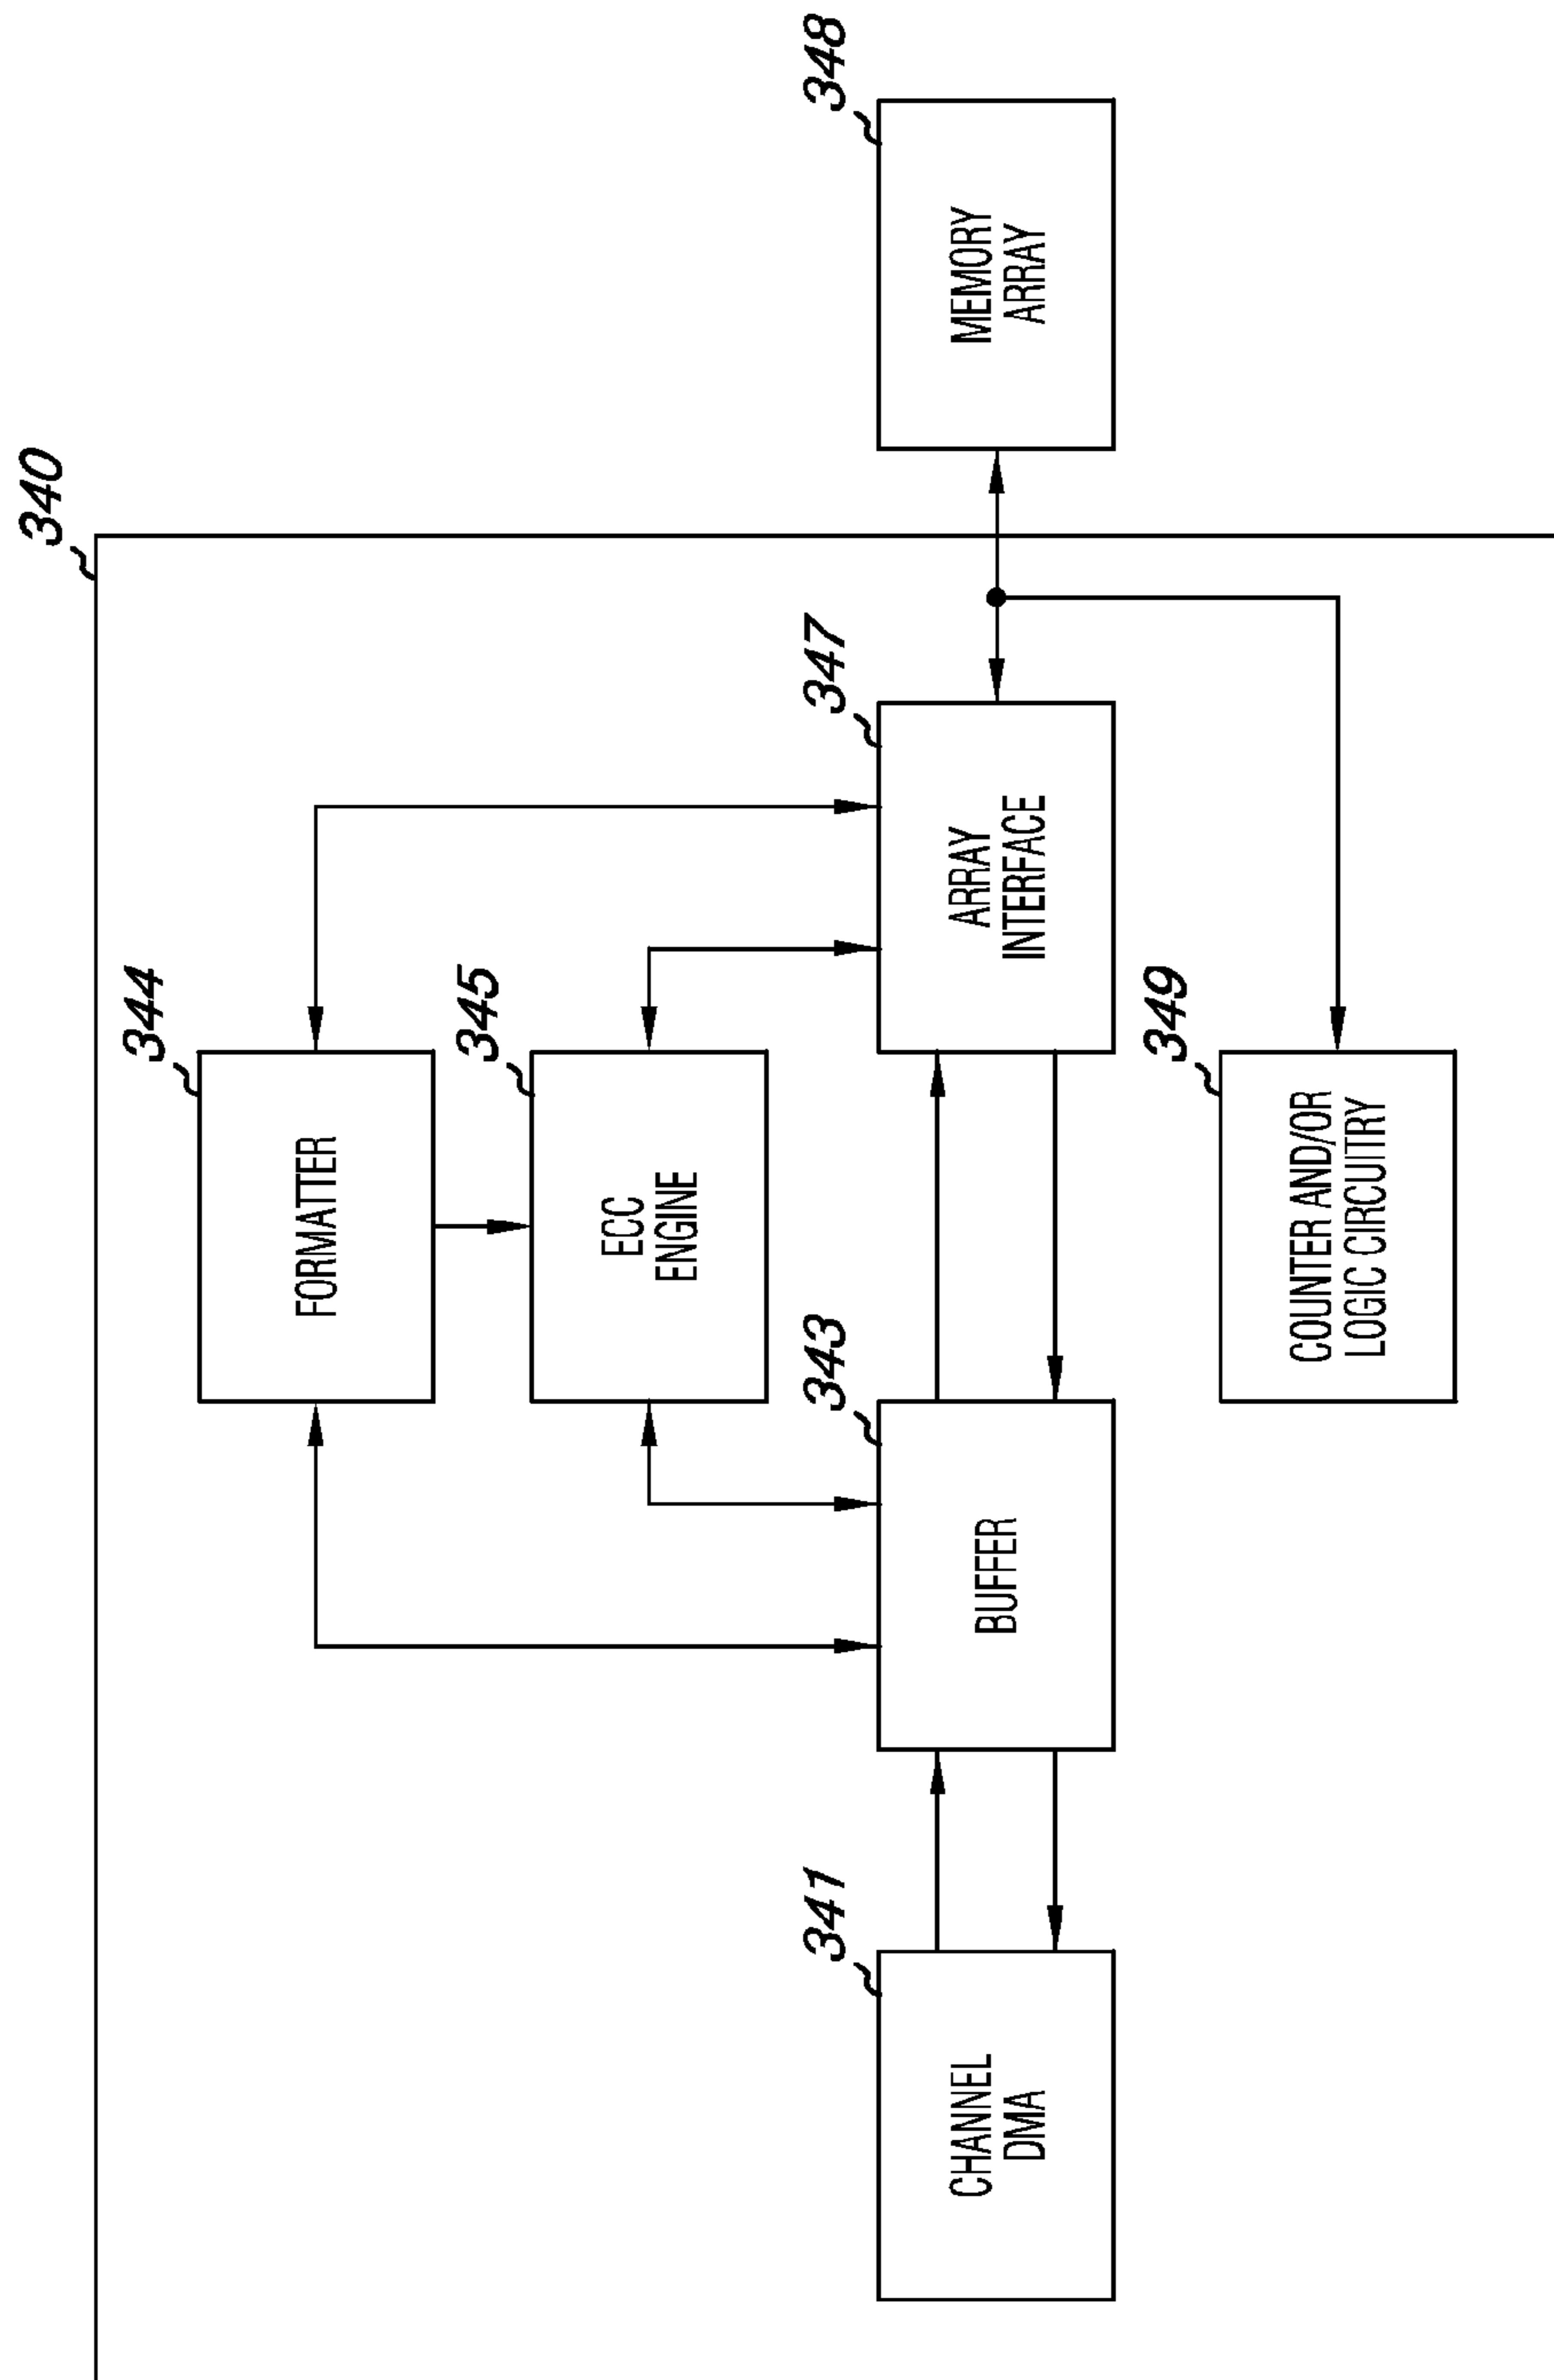 340
344
FORMATTER
345
ECC
ENGINE
341
CHANNEL
DMA
343
BUFFER
347
ARRAY
INTERFACE
348
MEMORY
ARRAY
349
COUNTER AND/OR
LOGIC CIRCUITRY